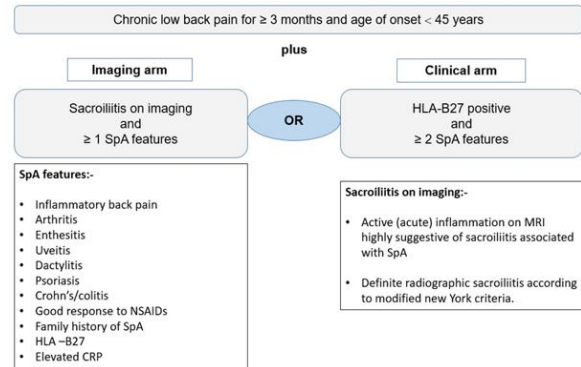 Chronic low back pain for ≥ 3 months and age of onset < 45 years
plus
Imaging arm
Clinical arm
Sacroiliitis on imaging
and
≥ 1 SpA features
OR
HLA-B27 positive
and
≥ 2 SpA features
SpA features:-
• Inflammatory back pain
• Arthritis
• Enthesitis
• Uveitis
• Dactylitis
• Psoriasis
• Crohn's/colitis
• Good response to NSAIDs
• Family history of SpA
• HLA –B27
• Elevated CRP
Sacroiliitis on imaging:-
• Active (acute) inflammation on MRI
highly suggestive of sacroiliitis associated
with SpA
• Definite radiographic sacroiliitis according
to modified new York criteria.